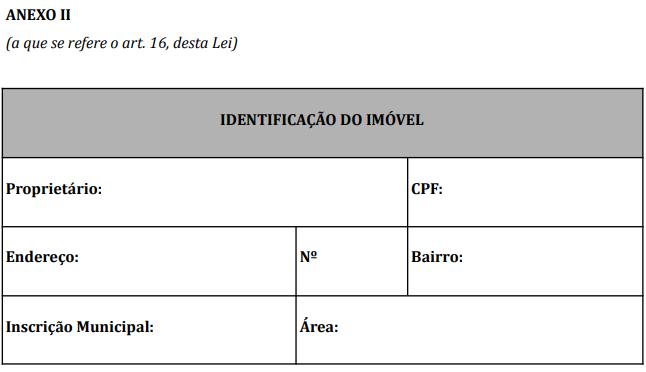 ANEXO II
(a que se refere o art. 16, desta Lei)
IDENTIFICAÇÃO DO IMÓVEL
Proprietário: CPF:
Endereço: Nº Bairro:
Inscrição Municipal: Área: